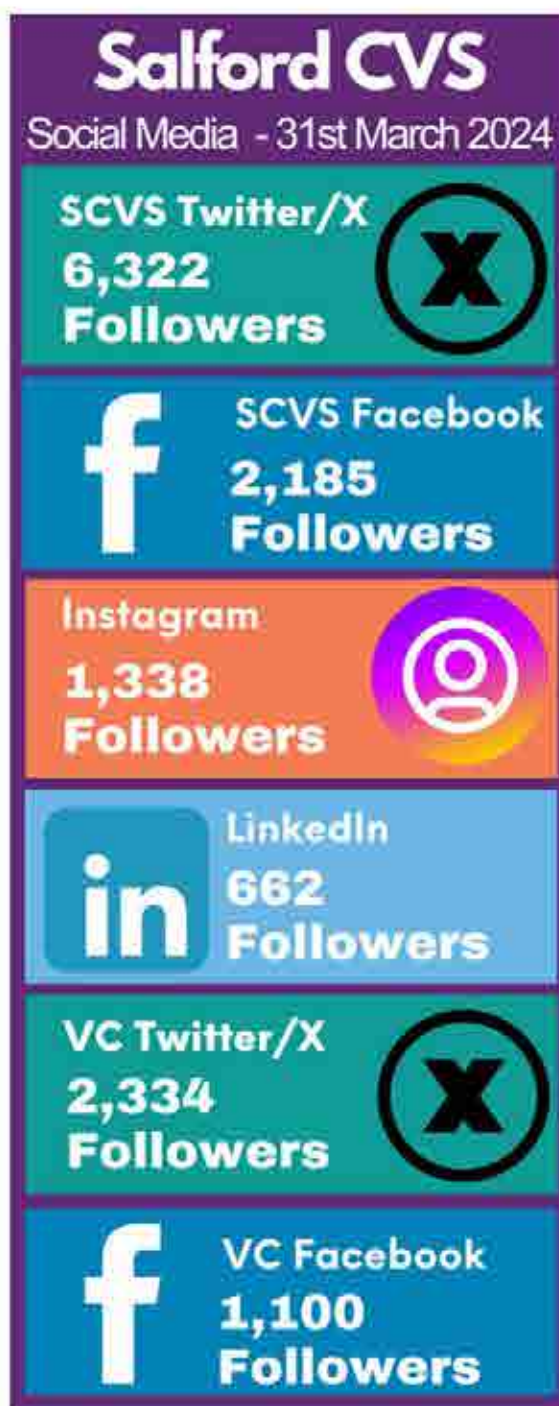 Salford CVS
Social Media - 31st March 2024
SCVS Twitter/X
6,322
Followers
X
SCVS Facebook
2,185
Followers
f
Instagram
1,338
Followers
LinkedIn
662
Followers
in
VC Twitter/X
2,334
Followers
X
VC Facebook
1,100
Followers
f